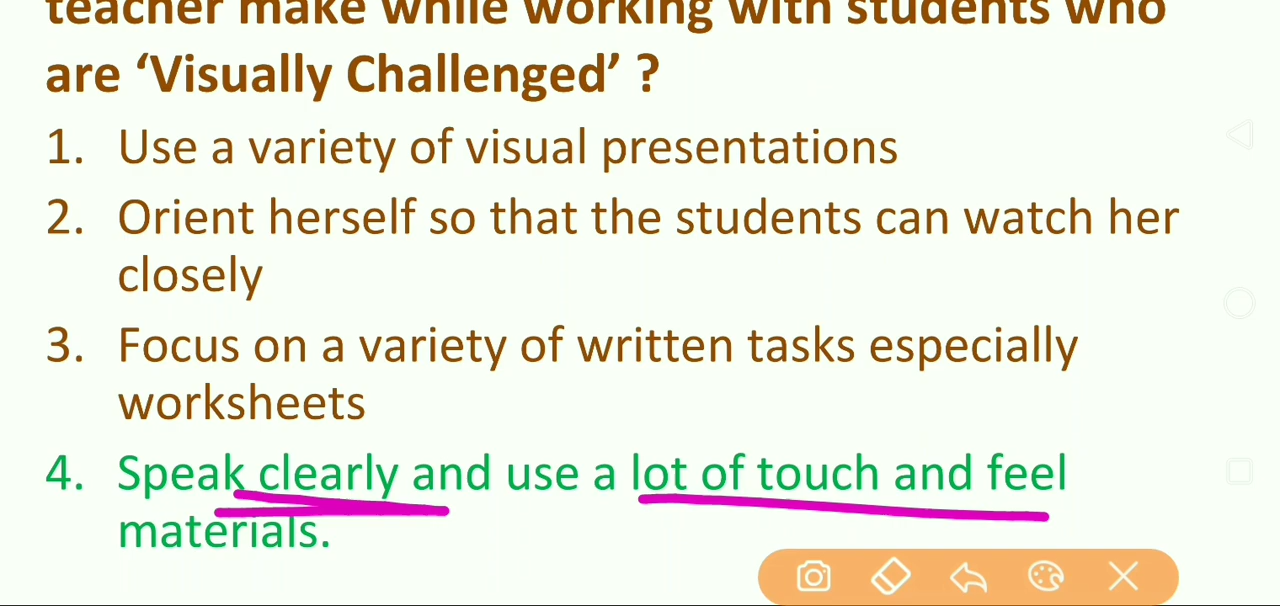 teacher make while working with students who
are ‘Visually Challenged’ ?
1. Use a variety of visual presentations
2. Orient herself so that the students can watch her
closely
3. Focus on a variety of written tasks especially
worksheets
4. Speak clearly and use a lot of touch and feel
materials.